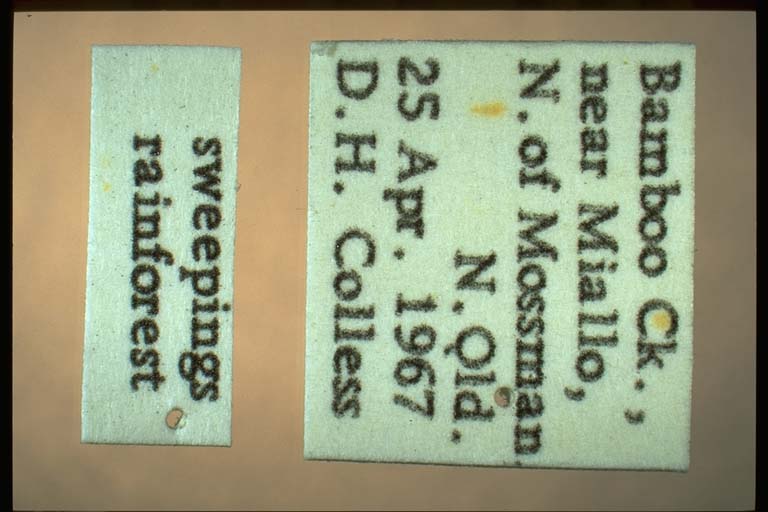 Bamboo Ck.,
near Miallo,
N. of Mossman
N. Qld.
25 Apr. 1967
D.H. Colless
sweepings
rainforest